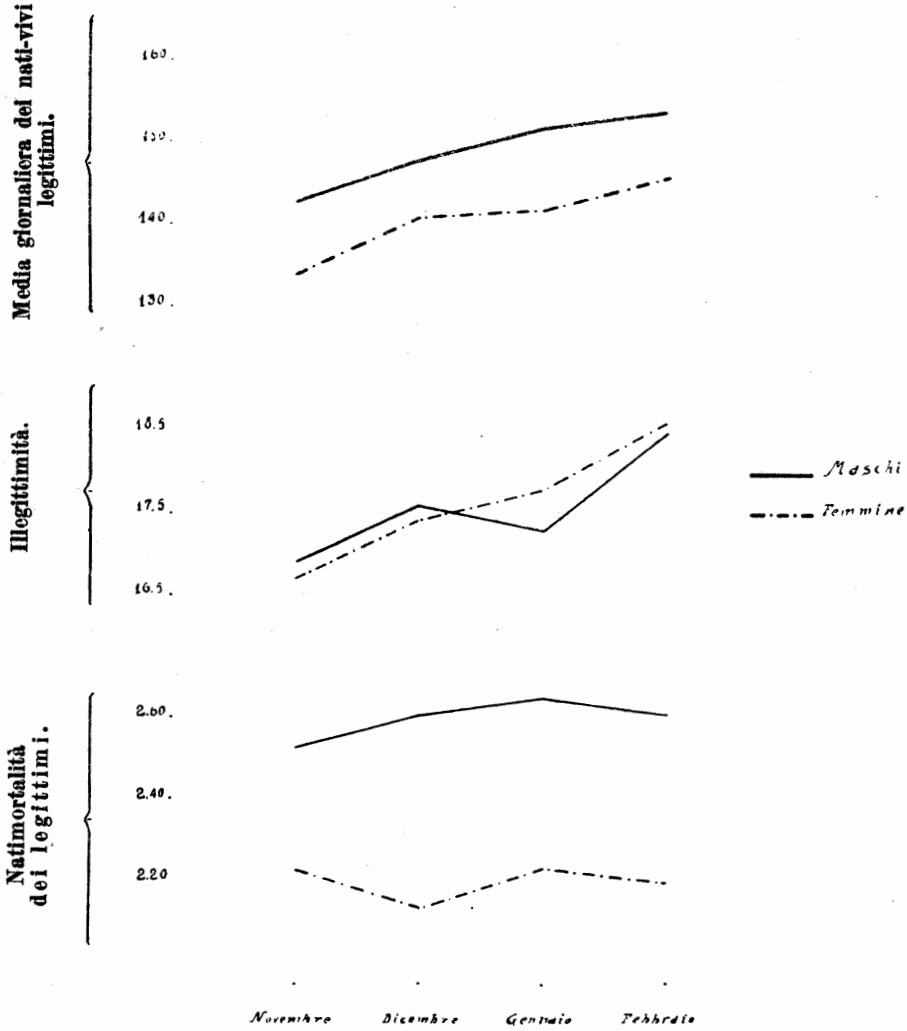 Media giornaliera dei nati-vivi
legittimi.
160.
150.
140.
130.
Illegittimità.
18.5
17.5
16.5.
Maschi
Femmine
Natimortalità
dei legittimi.
2.60.
2.40.
2.20
Novembre Dicembre Gennaio Febbraio